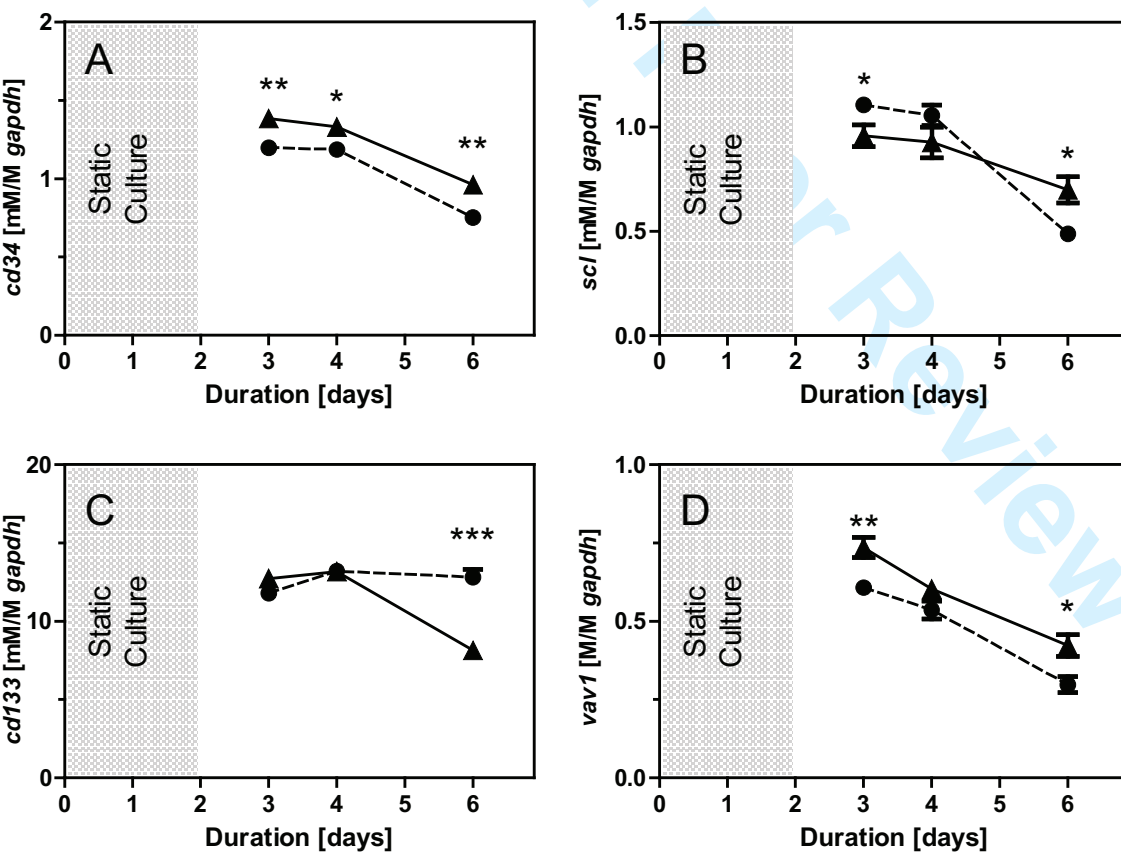 2
1
0
cd34 [mM/M gapdh]
A
Static
Culture
** * **
0 1 2 3 4 5 6
Duration [days]
1.5
1.0
0.5
0.0
scl [mM/M gapdh]
B
Static
Culture
* *
0 1 2 3 4 5 6
Duration [days]
20
10
0
cd133 [mM/M gapdh]
C
Static
Culture
***
0 1 2 3 4 5 6
Duration [days]
1.0
0.5
0.0
vav1 [M/M gapdh]
D
Static
Culture
** *
0 1 2 3 4 5 6
Duration [days]
er Review